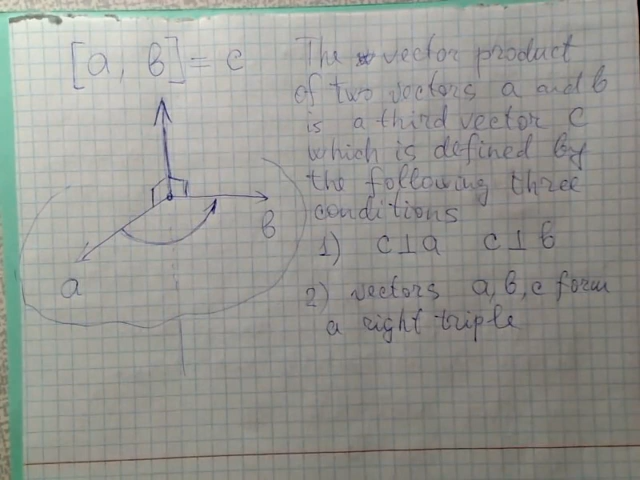 [a, b] = c
The vector product
of two vectors a and b
is a third vector c
which is defined by
the following three
conditions
1) c⊥a c⊥b
2) vectors a, b, c form
a right triple
b
a